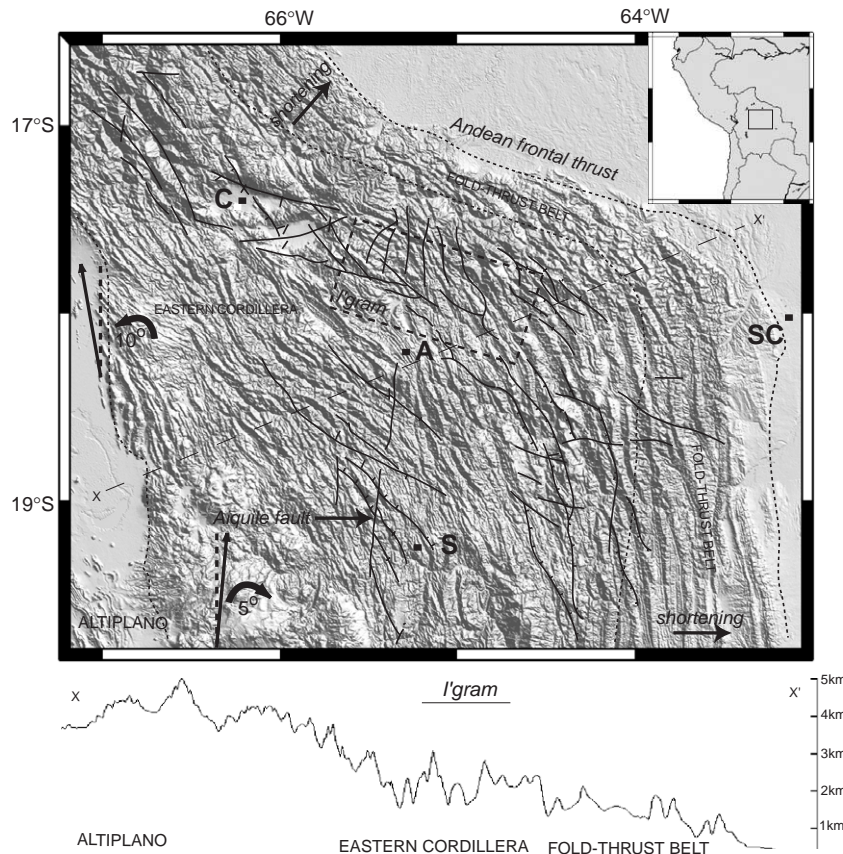 66°W 64°W
17°S
19°S
shortening
Andean frontal thrust
FOLD-THRUST BELT
C
X'
l'gram
EASTERN CORDILLERA
10°
A
SC
X
FOLD-THRUST BELT
Aiquile fault
S
5°
ALTIPLANO
shortening
X l'gram X'
5km
4km
3km
2km
1km
ALTIPLANO EASTERN CORDILLERA FOLD-THRUST BELT